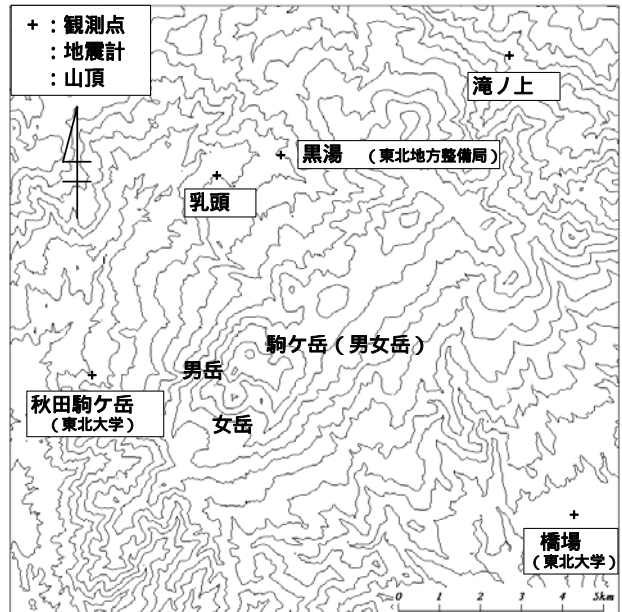 + : 観測点
: 地震計
: 山頂
+
滝ノ上
+
黒湯 (東北地方整備局)
+
乳頭
駒ケ岳(男女岳)
男岳
+
秋田駒ケ岳
(東北大学)
女岳
+
橋場
(東北大学)
0 1 2 3 4 5km